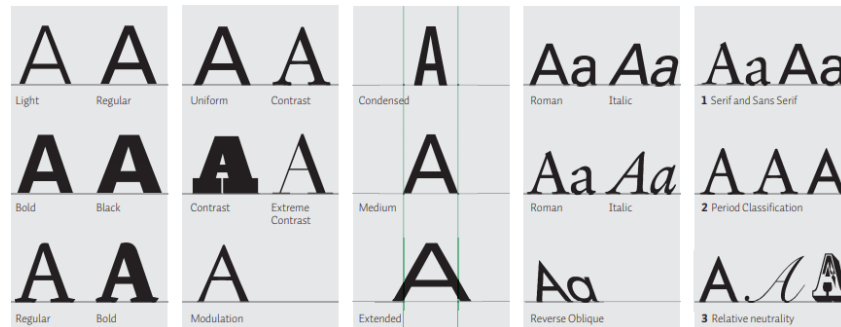 A A
Light Regular
A A
Bold Black
A A
Regular Bold
A A
Uniform Contrast
A A
Contrast Extreme
Contrast
A
Modulation
A
Condensed
A
Medium
A
Extended
Aa Aa
Roman Italic
Aa Aa
Roman Italic
Aa
Reverse Oblique
Aa Aa
1 Serif and Sans Serif
A A A
2 Period Classification
A A A
3 Relative neutrality